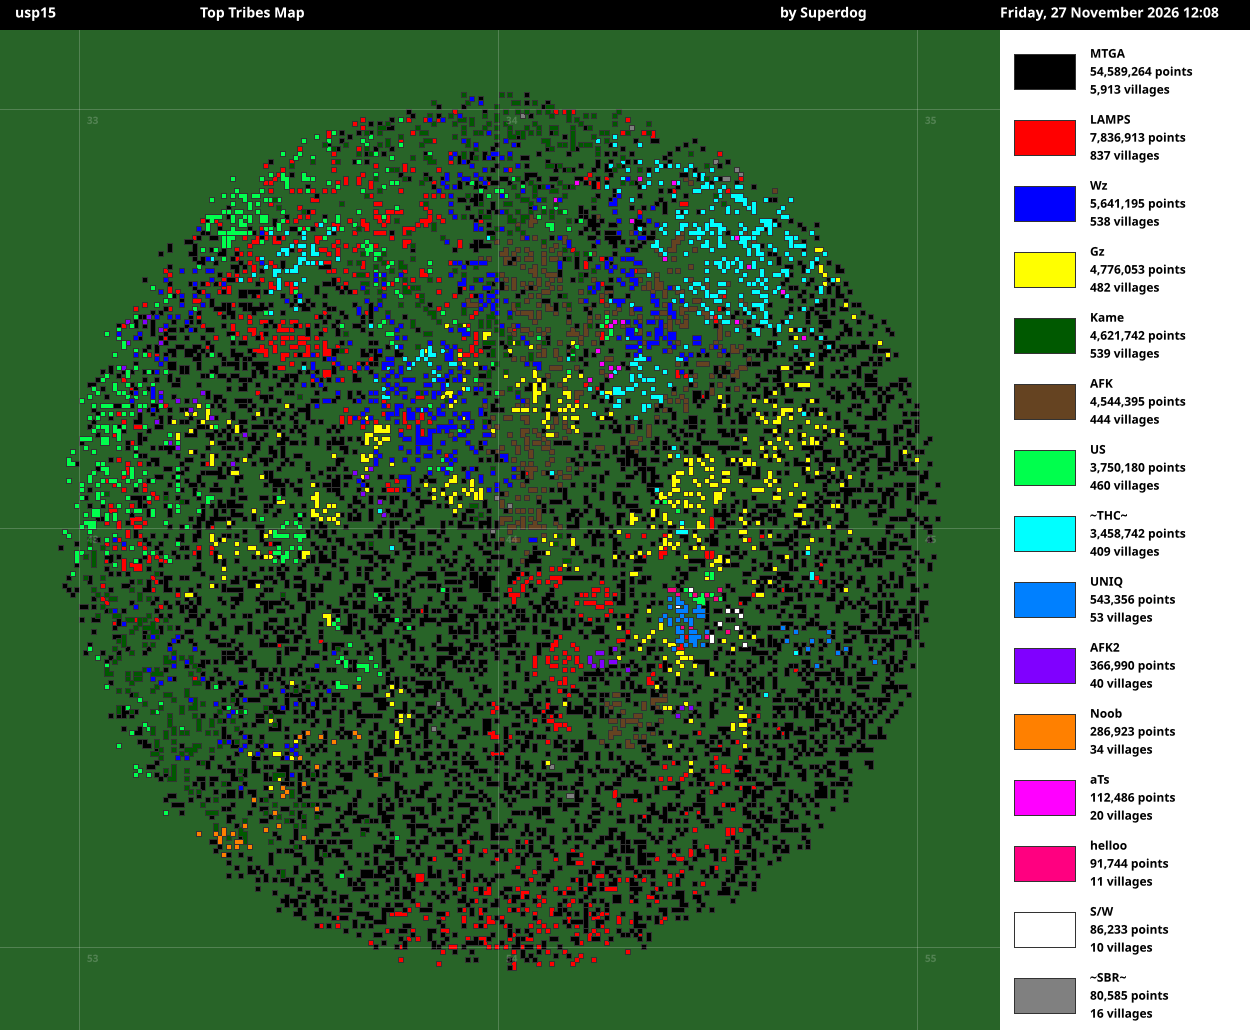 usp15 Top Tribes Map by Superdog Friday, 27 November 2026 12:08
MTGA
54,589,264 points
5,913 villages
LAMPS
7,836,913 points
837 villages
Wz
5,641,195 points
538 villages
Gz
4,776,053 points
482 villages
Kame
4,621,742 points
539 villages
AFK
4,544,395 points
444 villages
US
3,750,180 points
460 villages
~THC~
3,458,742 points
409 villages
UNIQ
543,356 points
53 villages
AFK2
366,990 points
40 villages
Noob
286,923 points
34 villages
aTs
112,486 points
20 villages
helloo
91,744 points
11 villages
S/W
86,233 points
10 villages
~SBR~
80,585 points
16 villages
33 34 35
44
53 55